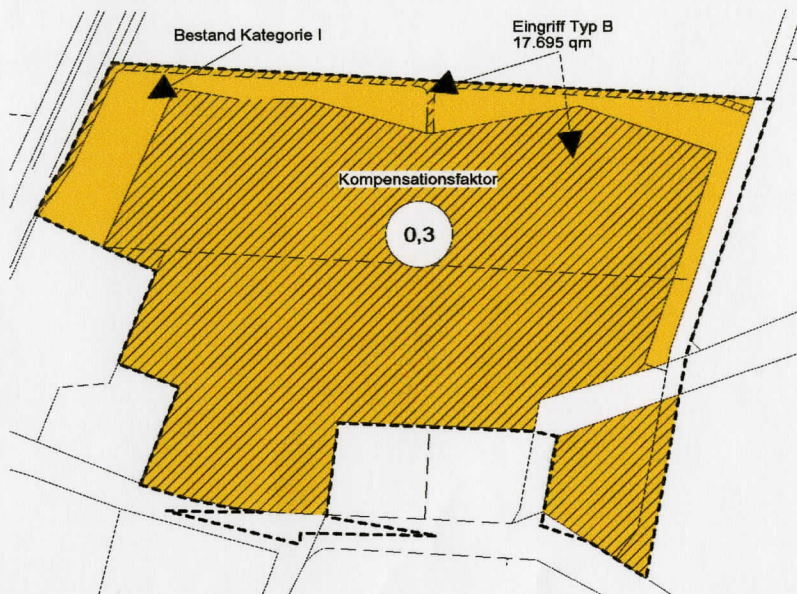 Bestand Kategorie I
Eingriff Typ B
17.695 qm
Kompensationsfaktor
0,3